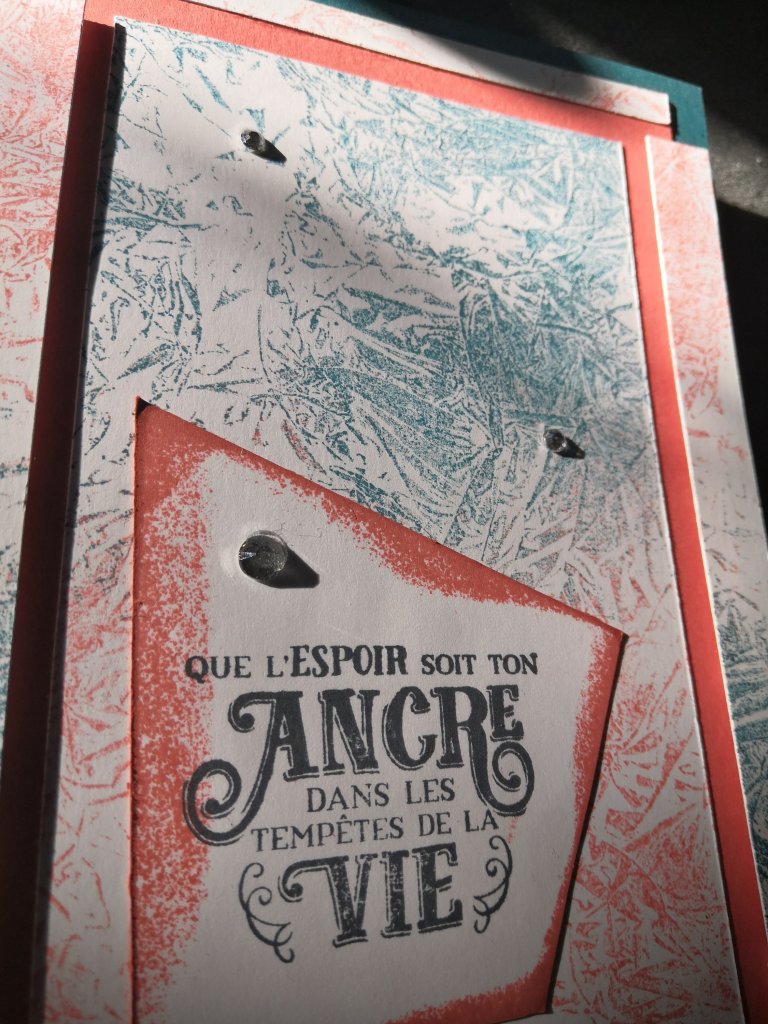 QUE L'ESPOIR SOIT TON
ANCRE
DANS LES
TEMPÊTES DE LA
VIE